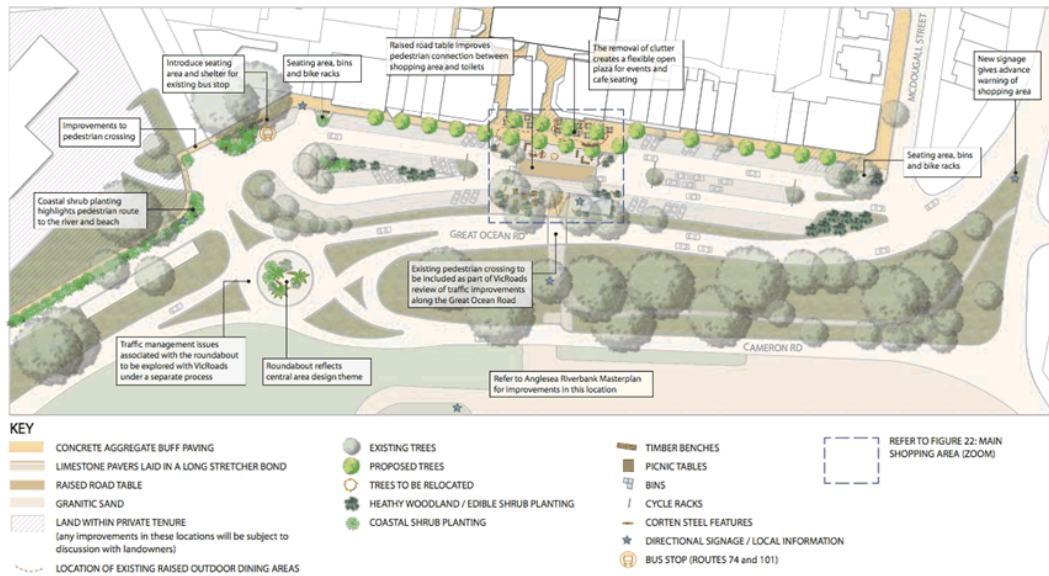 Raised road table improves
pedestrian connection between
shopping area and toilets
The removal of clutter
creates a flexible open
plaza for events and
cafe seating
MCDOUGALL STREET
New signage
gives advance
warning of
shopping area
Introduce seating
area and shelter for
existing bus stop
Seating area, bins
and bike racks
Improvements to
pedestrian crossing
Seating area, bins
and bike racks
Coastal shrub planting
highlights pedestrian route
to the river and beach
GREAT OCEAN RD
Existing pedestrian crossing to
be included as part of VicRoads
review of traffic improvements
along the Great Ocean Road
CAMERON RD
Traffic management issues
associated with the roundabout
to be explored with VicRoads
under a separate process
Roundabout reflects
central area design theme
Refer to Anglesea Riverbank Masterplan
for improvements in this location
KEY
CONCRETE AGGREGATE BUFF PAVING
LIMESTONE PAVERS LAID IN A LONG STRETCHER BOND
RAISED ROAD TABLE
GRANITIC SAND
LAND WITHIN PRIVATE TENURE
(any improvements in these locations will be subject to
discussion with landowners)
LOCATION OF EXISTING RAISED OUTDOOR DINING AREAS
EXISTING TREES
PROPOSED TREES
TREES TO BE RELOCATED
HEATHY WOODLAND / EDIBLE SHRUB PLANTING
COASTAL SHRUB PLANTING
TIMBER BENCHES
PICNIC TABLES
BINS
CYCLE RACKS
CORTEN STEEL FEATURES
DIRECTIONAL SIGNAGE / LOCAL INFORMATION
BUS STOP (ROUTES 74 and 101)
REFER TO FIGURE 22: MAIN
SHOPPING AREA (ZOOM)